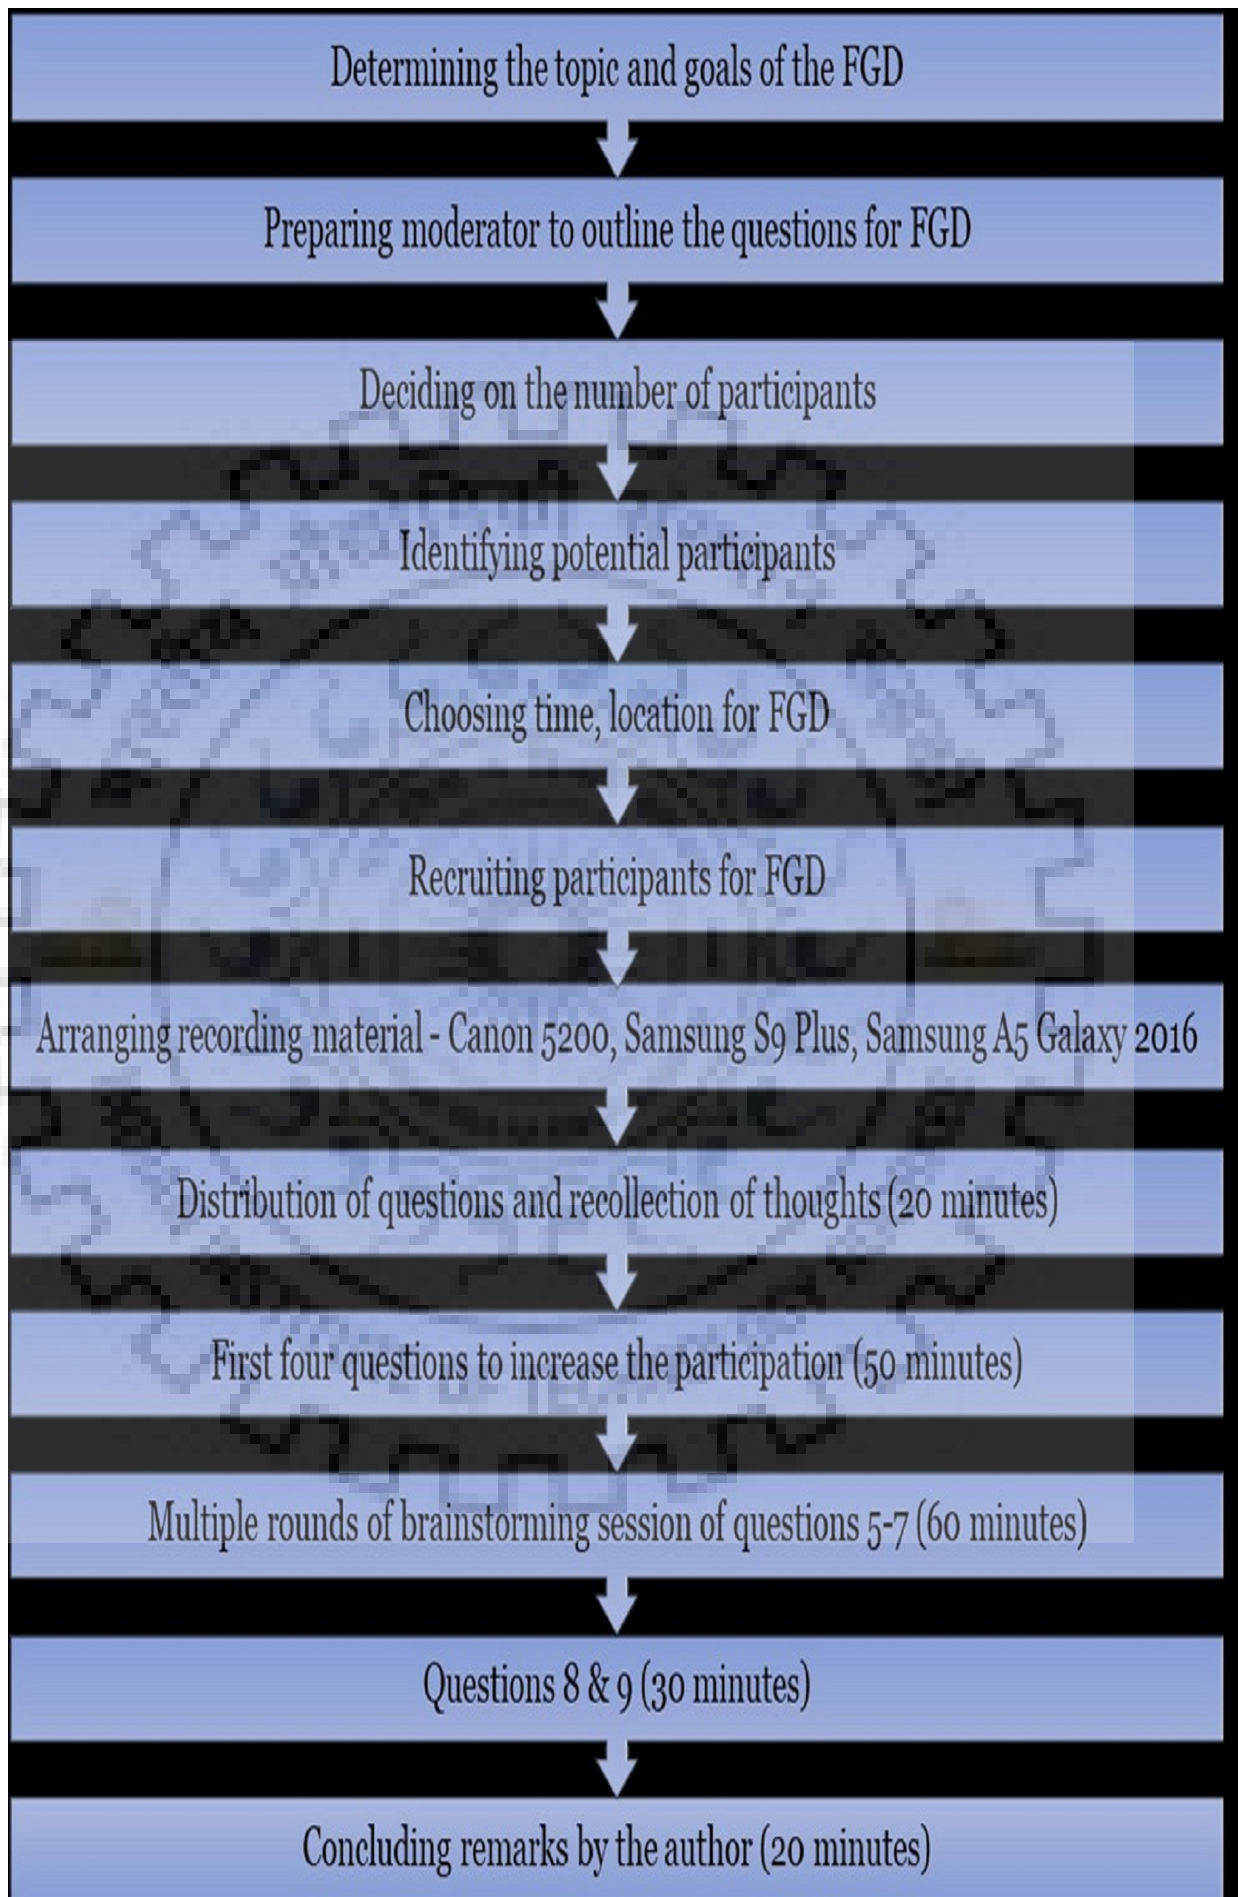 Determining the topic and goals of the FGD
Preparing moderator to outline the questions for FGD
Deciding on the number of participants
Identifying potential participants
Choosing time, location for FGD
Recruiting participants for FGD
Arranging recording material - Canon 5200, Samsung S9 Plus, Samsung A5 Galaxy 2016
Distribution of questions and recollection of thoughts (20 minutes)
First four questions to increase the participation (50 minutes)
Multiple rounds of brainstorming session of questions 5-7 (60 minutes)
Questions 8 & 9 (30 minutes)
Concluding remarks by the author (20 minutes)